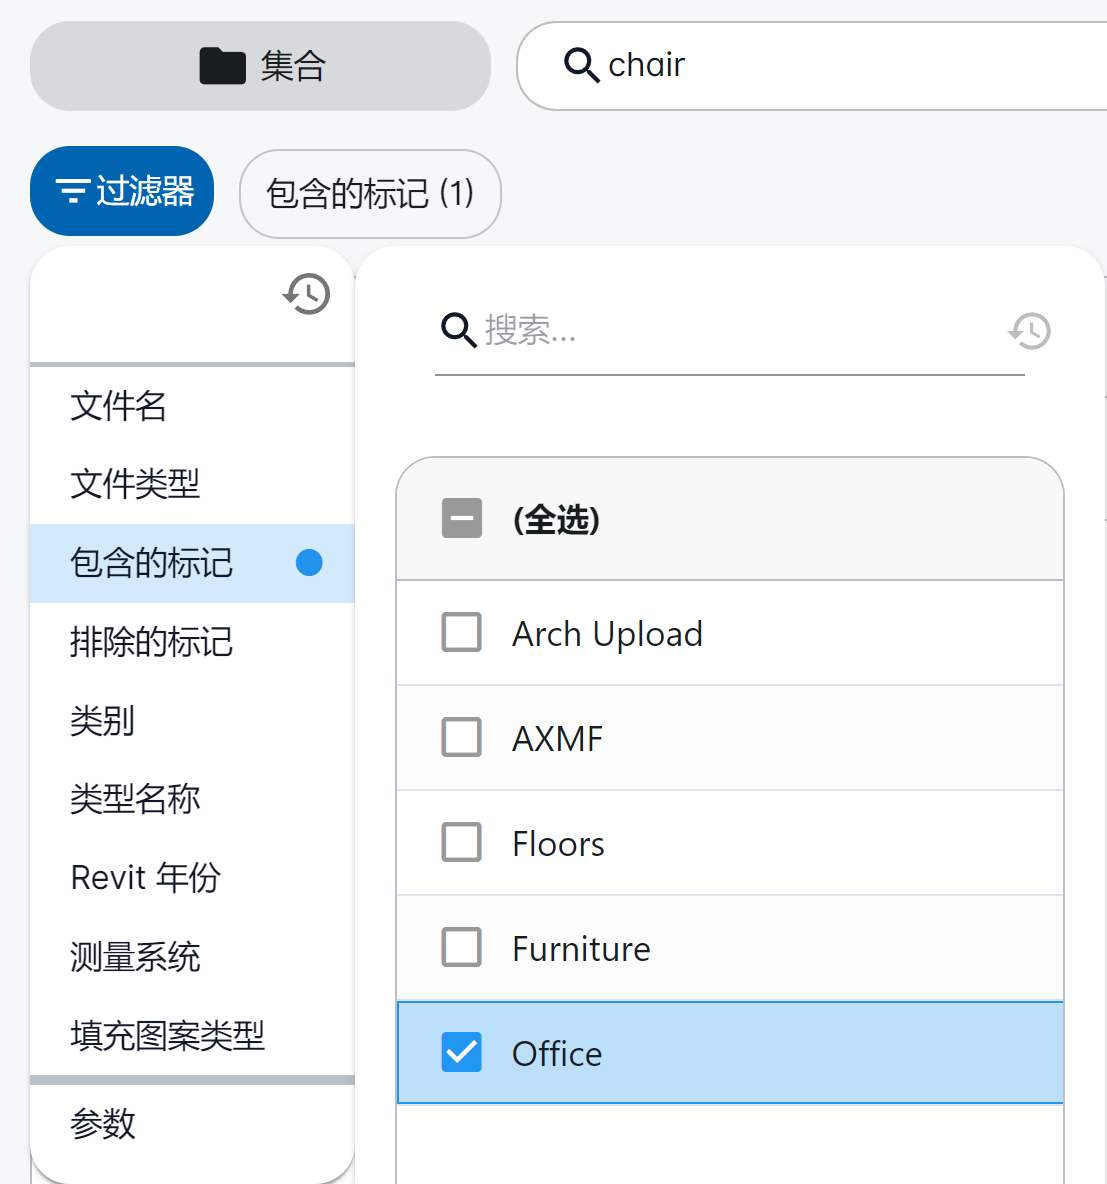 集合
chair
过滤器
包含的标记 (1)
搜索...
文件名
文件类型
包含的标记
排除的标记
类别
类型名称
Revit 年份
测量系统
填充图案类型
参数
(全选)
Arch Upload
AXMF
Floors
Furniture
Office